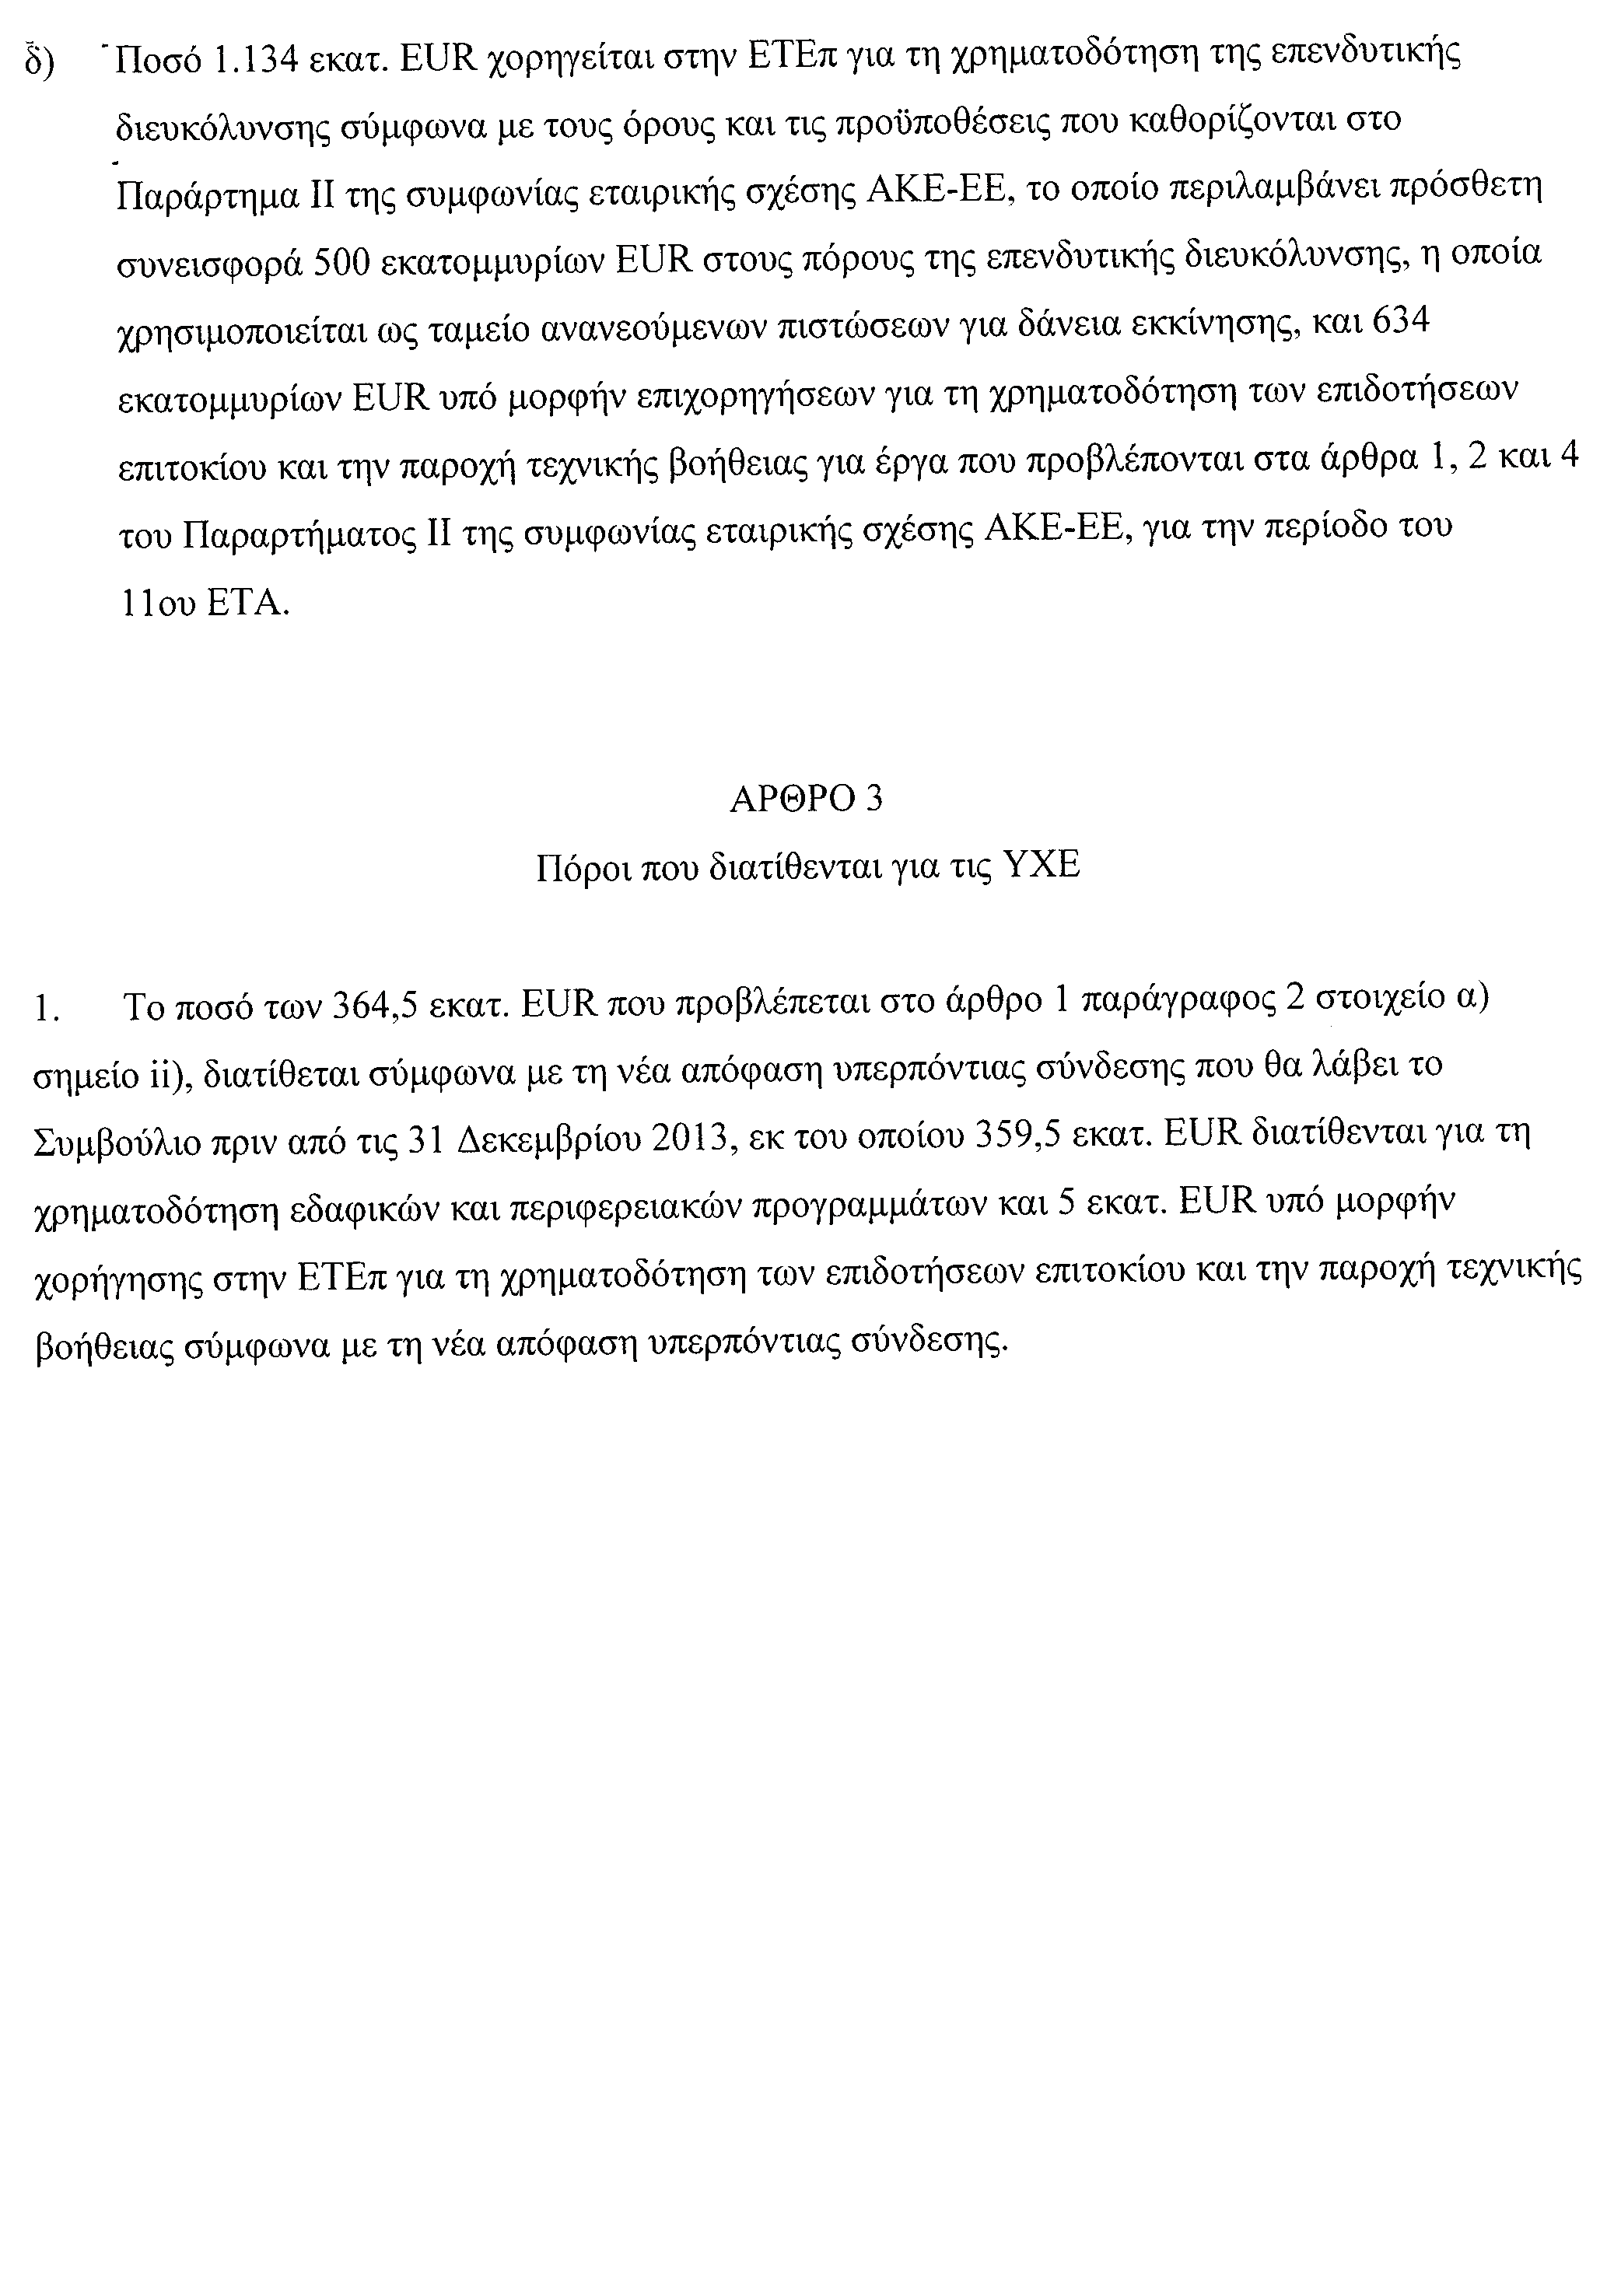 δ) Ποσό 1.134 εκατ. EUR χορηγείται στην ΕΤΕπ για τη χρηματοδότηση της επενδυτικής
διευκόλυνσης σύμφωνα με τους όρους και τις προϋποθέσεις που καθορίζονται στο
Παράρτημα ΙΙ της συμφωνίας εταιρικής σχέσης ΑΚΕ-ΕΕ, το οποίο περιλαμβάνει πρόσθετη
συνεισφορά 500 εκατομμυρίων EUR στους πόρους της επενδυτικής διευκόλυνσης, η οποία
χρησιμοποιείται ως ταμείο ανανεούμενων πιστώσεων για δάνεια εκκίνησης, και 634
εκατομμυρίων EUR υπό μορφήν επιχορηγήσεων για τη χρηματοδότηση των επιδοτήσεων
επιτοκίου και την παροχή τεχνικής βοήθειας για έργα που προβλέπονται στα άρθρα 1, 2 και 4
του Παραρτήματος ΙΙ της συμφωνίας εταιρικής σχέσης ΑΚΕ-ΕΕ, για την περίοδο του
11ου ΕΤΑ.
ΑΡΘΡΟ 3
Πόροι που διατίθενται για τις ΥΧΕ
1. Το ποσό των 364,5 εκατ. EUR που προβλέπεται στο άρθρο 1 παράγραφος 2 στοιχείο α)
σημείο ii), διατίθεται σύμφωνα με τη νέα απόφαση υπερπόντιας σύνδεσης που θα λάβει το
Συμβούλιο πριν από τις 31 Δεκεμβρίου 2013, εκ του οποίου 359,5 εκατ. EUR διατίθενται για τη
χρηματοδότηση εδαφικών και περιφερειακών προγραμμάτων και 5 εκατ. EUR υπό μορφήν
χορήγησης στην ΕΤΕπ για τη χρηματοδότηση των επιδοτήσεων επιτοκίου και την παροχή τεχνικής
βοήθειας σύμφωνα με τη νέα απόφαση υπερπόντιας σύνδεσης.